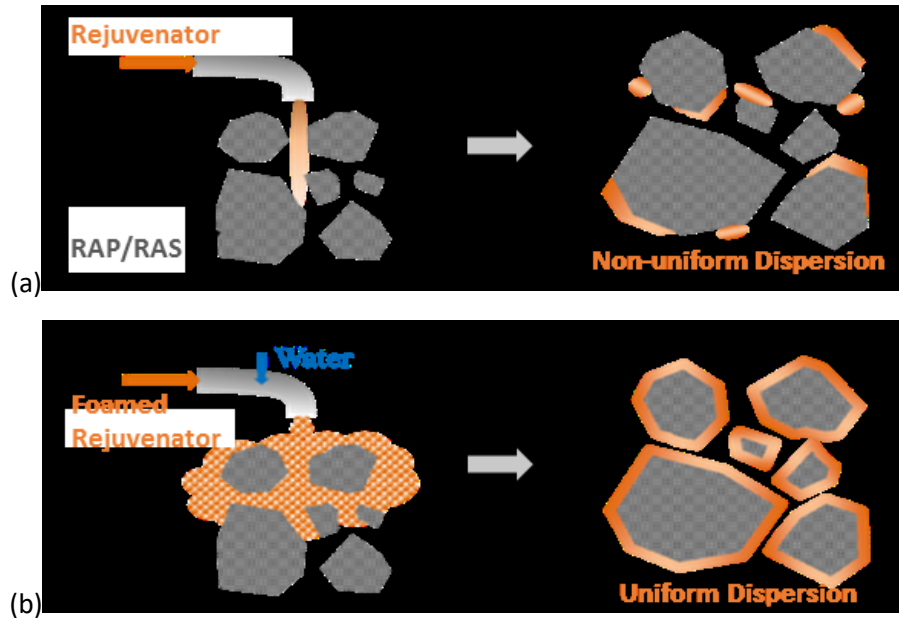 Rejuvenator
RAP/RAS
Non-uniform Dispersion
(a)
Water
Foamed
Rejuvenator
Uniform Dispersion
(b)